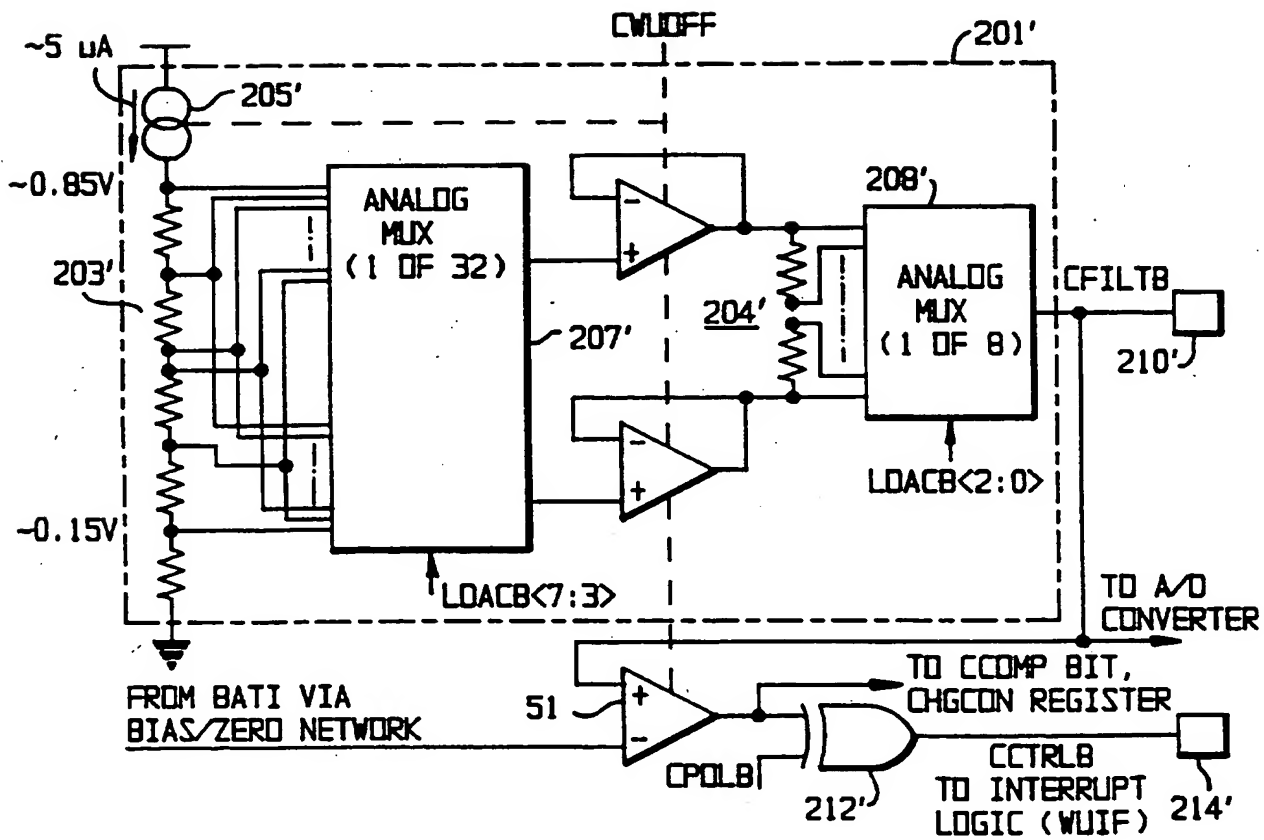 CWUOFF
201'
~5 uA
205'
~0.85V
203'
ANALOG
MUX
(1 OF 32)
207'
-
+
-
+
204'
208'
ANALOG
MUX
(1 OF 8)
CFILTB
210'
~0.15V
LDACB<7:3>
LDACB<2:0>
TO A/D
CONVERTER
FROM BATI VIA
BIAS/ZERO NETWORK
51
+
-
TO CCOMP BIT,
CHGCON REGISTER
CPOLB
212'
CCTRLB
TO INTERRUPT
LOGIC (WUIF)
214'